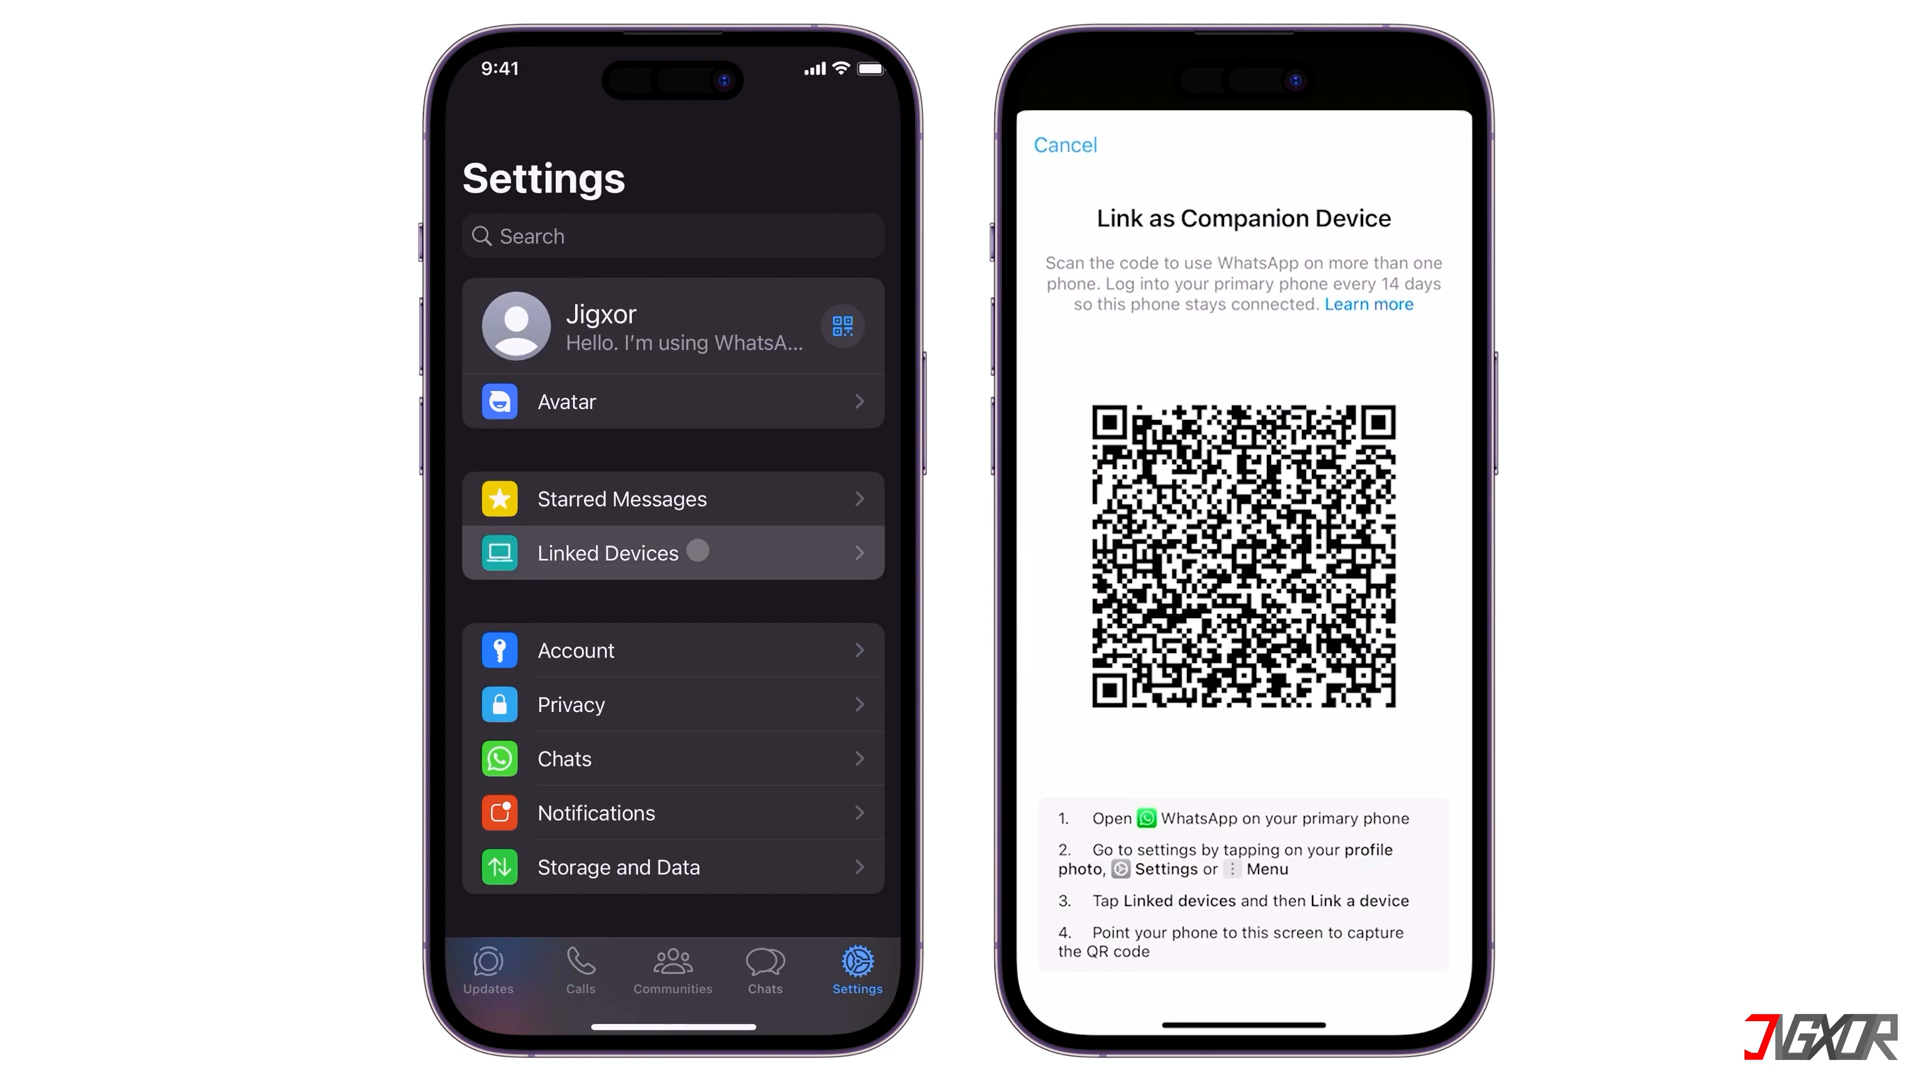 9:41
Settings
Search
Jigxor
Hello. I'm using WhatsA...
Avatar
Starred Messages
Linked Devices
Account
Privacy
Chats
Notifications
Storage and Data
Updates
Calls
Communities
Chats
Settings
Cancel
Link as Companion Device
Scan the code to use WhatsApp on more than one
phone. Log into your primary phone every 14 days
so this phone stays connected. Learn more
1. Open WhatsApp on your primary phone
2. Go to settings by tapping on your profile
photo, Settings or Menu
3. Tap Linked devices and then Link a device
4. Point your phone to this screen to capture
the QR code
JIGXOR